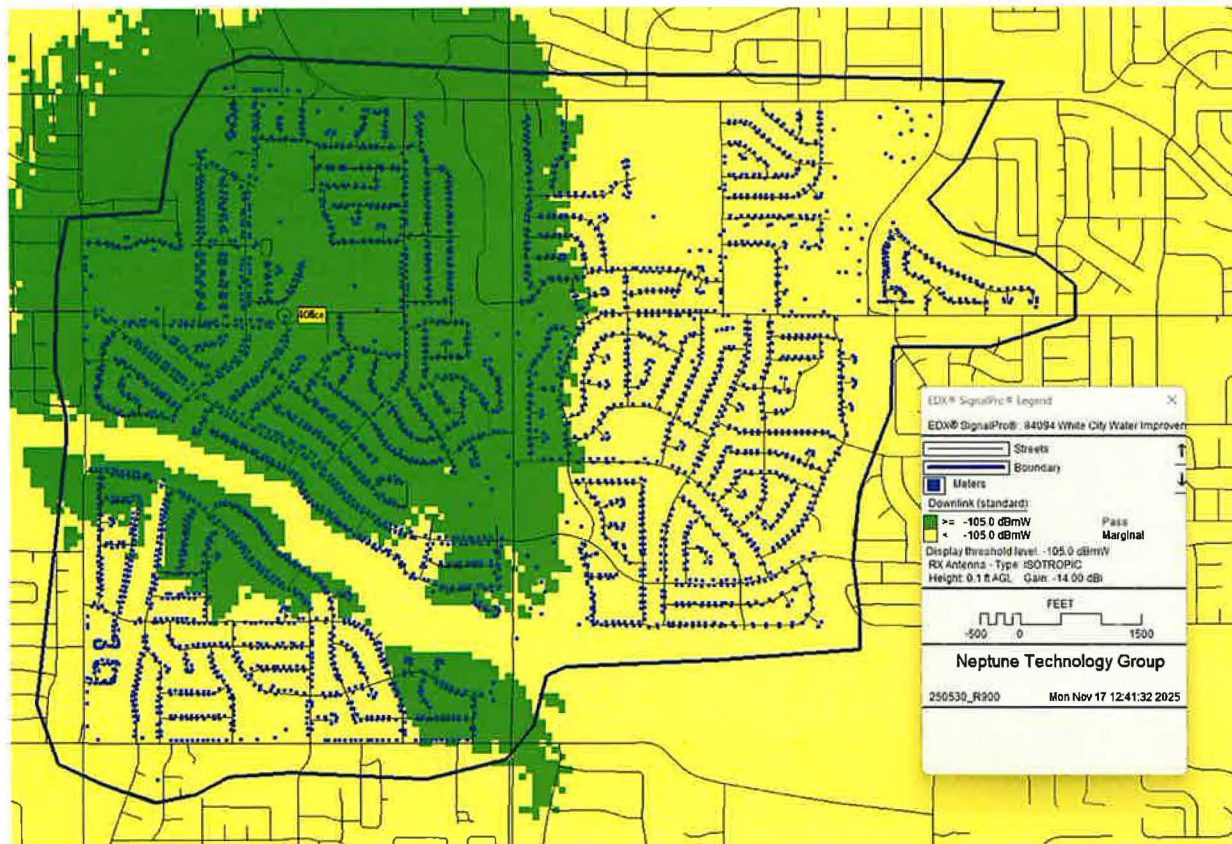 4Office
EDX® SignalPro® Legend
EDX® SignalPro®: 84094 White City Water Improvem
Streets
Boundary
Meters
Downlink (standard)
>= -105.0 dBmW Pass
< -105.0 dBmW Marginal
Display threshold level: -105.0 dBmW
RX Antenna - Type: ISOTROPIC
Height: 0.1 ft AGL Gain: -14.00 dBi
FEET
-500 0 1500
Neptune Technology Group
250530_R900 Mon Nov 17 12:41:32 2025